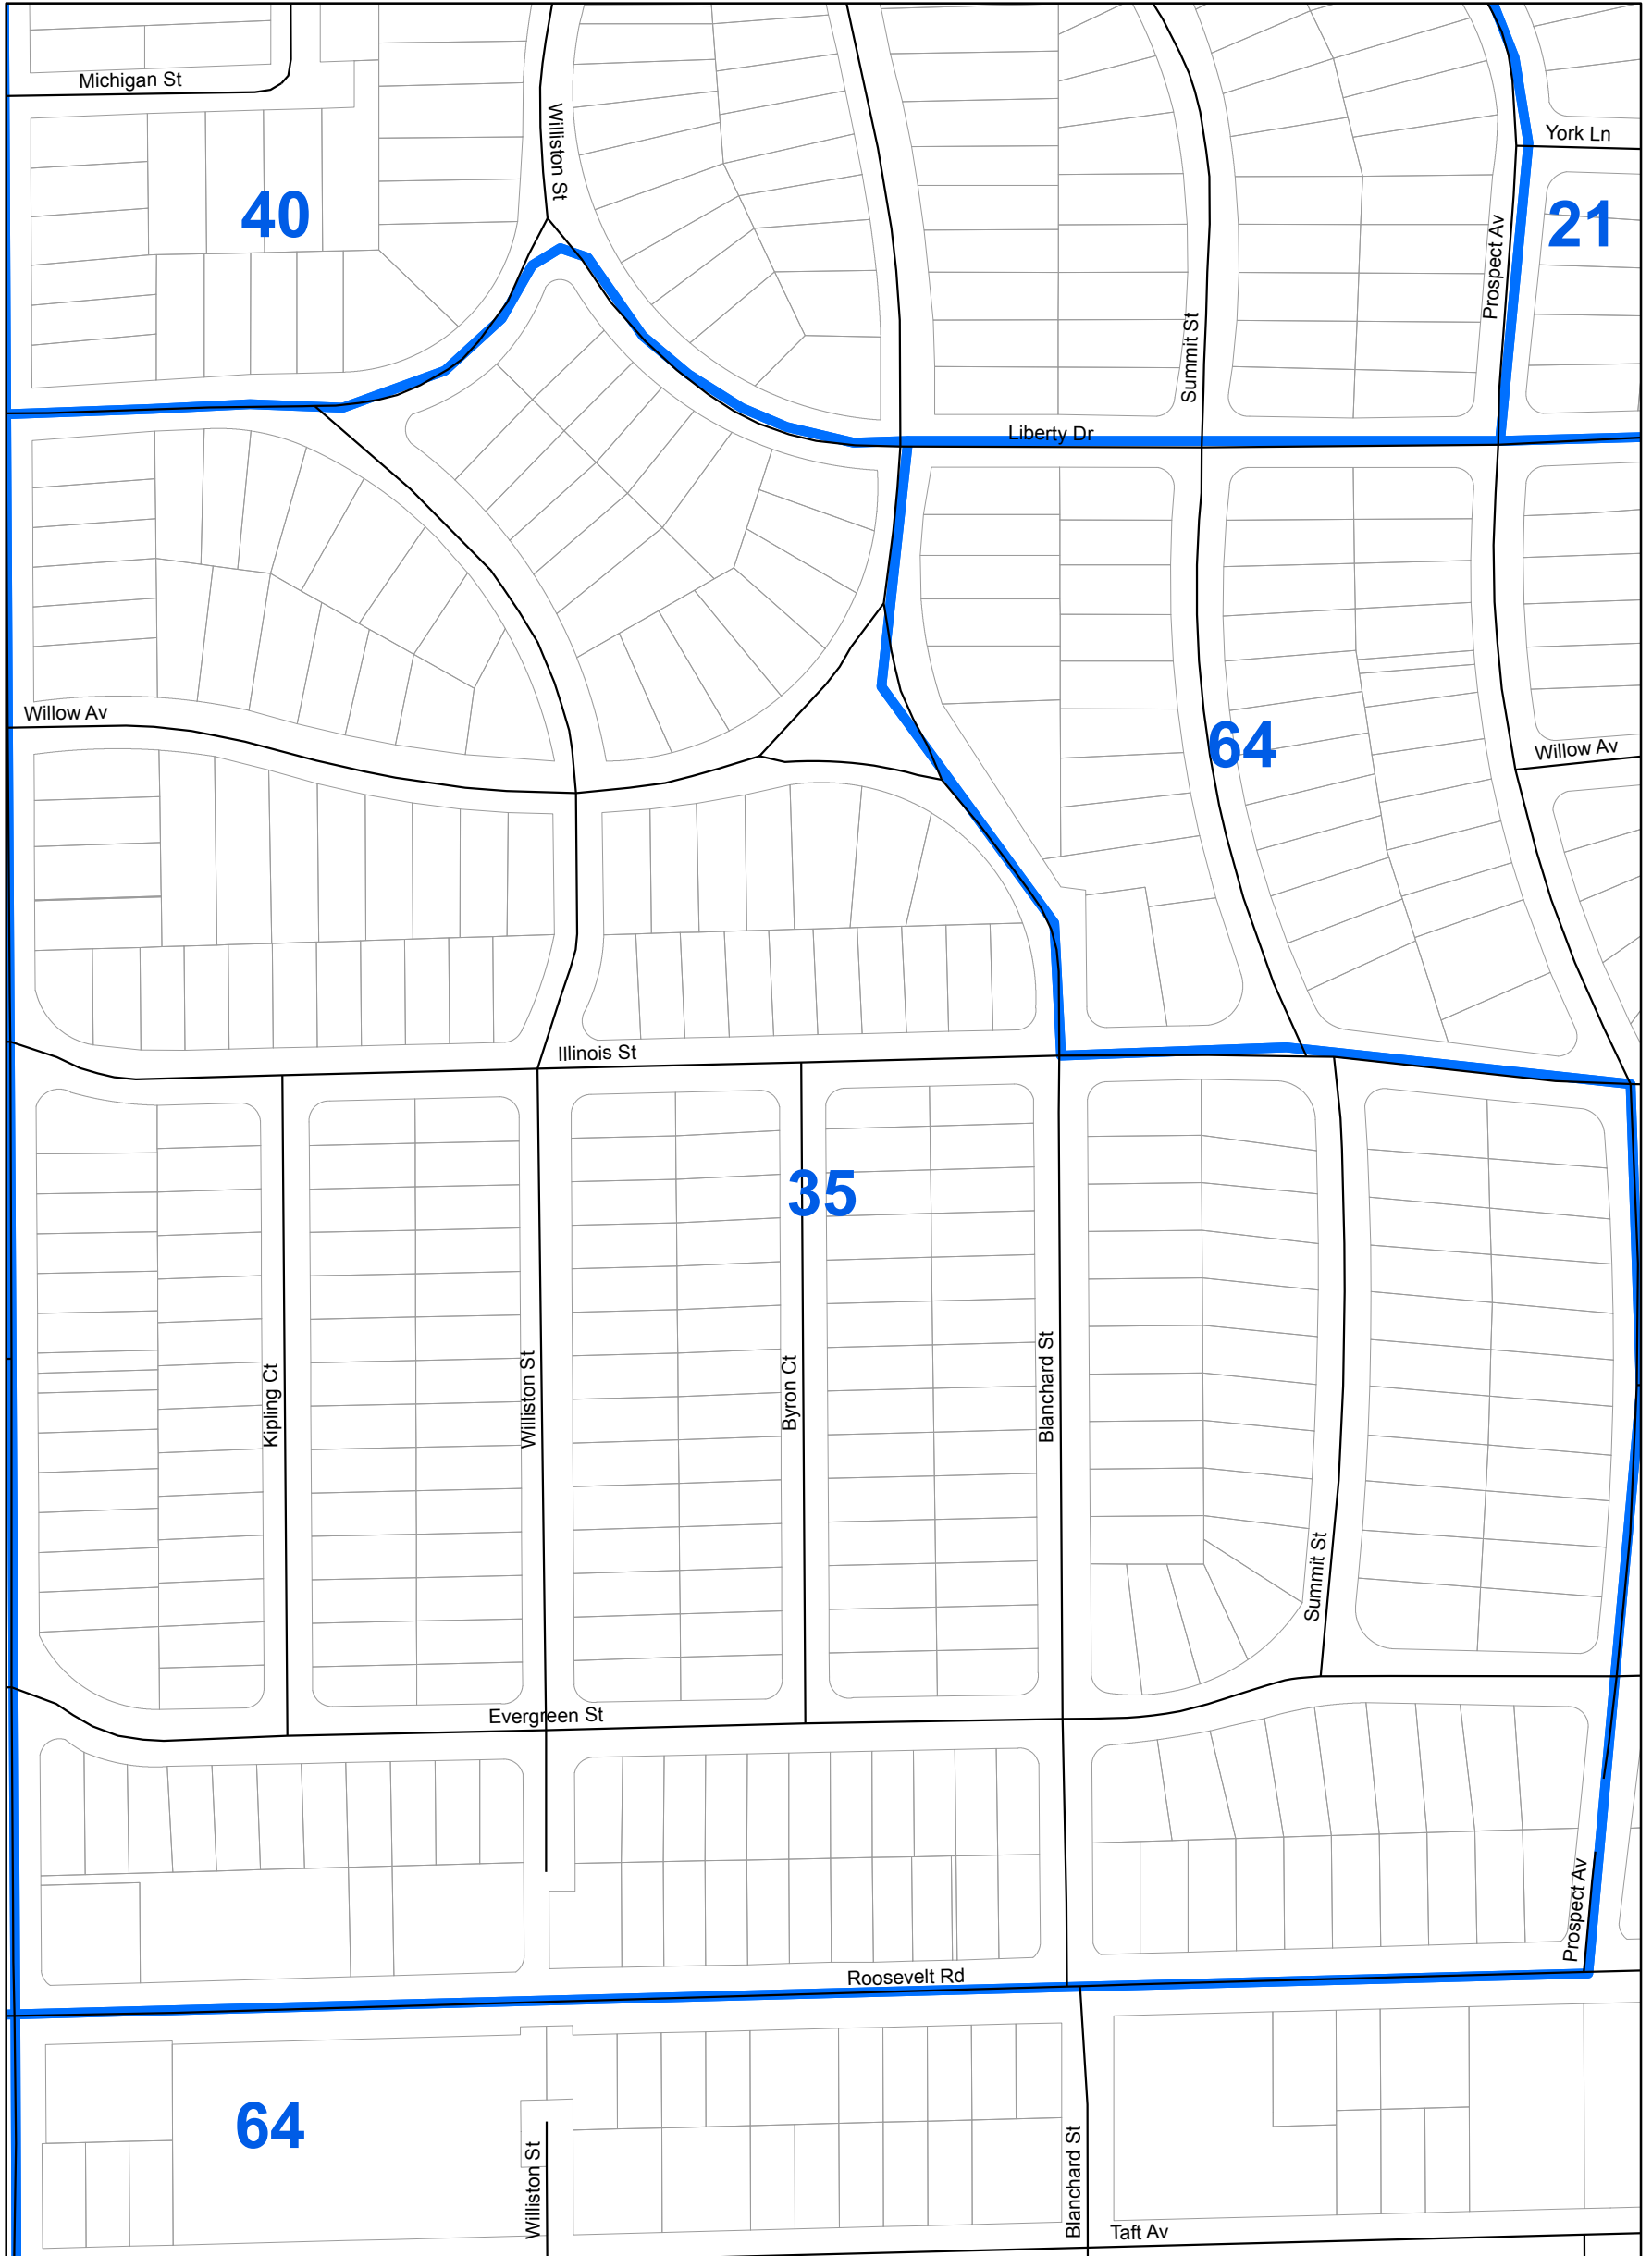 Michigan St
Williston St
York Ln
40
21
Prospect Av
Summit St
Liberty Dr
Willow Av
64
Willow Av
Illinois St
35
Kipling Ct
Williston St
Byron Ct
Blanchard St
Summit St
Evergreen St
Prospect Av
Roosevelt Rd
64
Williston St
Blanchard St
Taft Av